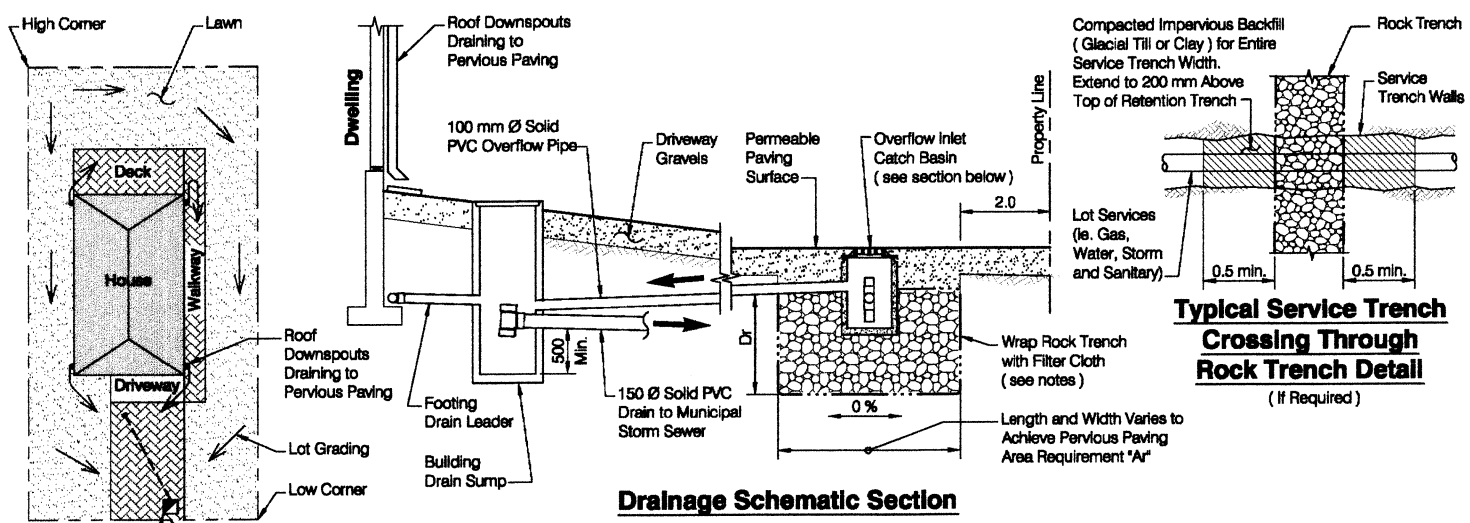 High Corner
Lawn
Deck
House
Walkway
Roof
Downspouts
Draining to
Pervious Paving
Driveway
Lot Grading
Low Corner
Roof Downspouts
Draining to
Pervious Paving
Dwelling
100 mm Ø Solid
PVC Overflow Pipe
Driveway
Gravels
Permeable
Paving
Surface
Overflow Inlet
Catch Basin
( see section below )
Property Line
2.0
500
Min.
Dr
0 %
Footing
Drain Leader
Building
Drain Sump
150 Ø Solid PVC
Drain to Municipal
Storm Sewer
Wrap Rock Trench
with Filter Cloth
( see notes )
Length and Width Varies to
Achieve Pervious Paving
Area Requirement "Ar"
Drainage Schematic Section
Compacted Impervious Backfill
( Glacial Till or Clay ) for Entire
Service Trench Width.
Extend to 200 mm Above
Top of Retention Trench
Rock Trench
Service
Trench Walls
Lot Services
(ie. Gas,
Water, Storm
and Sanitary)
0.5 min.
0.5 min.
Typical Service Trench
Crossing Through
Rock Trench Detail
( If Required )